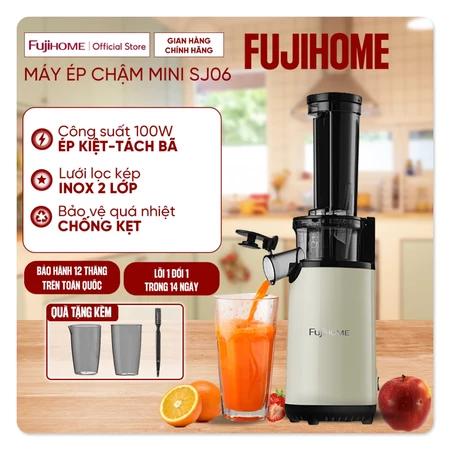 FujiHOME | Official Store
GIAN HÀNG
CHÍNH HÃNG
FUJIHOME
MÁY ÉP CHẬM MINI SJ06
Công suất 100W
ÉP KIỆT-TÁCH BÃ
Lưới lọc kép
INOX 2 LỚP
Bảo vệ quá nhiệt
CHỐNG KẸT
BẢO HÀNH 12 THÁNG
TRÊN TOÀN QUỐC
LỖI 1 ĐỔI 1
TRONG 14 NGÀY
QUÀ TẶNG KÈM
FujiHOME